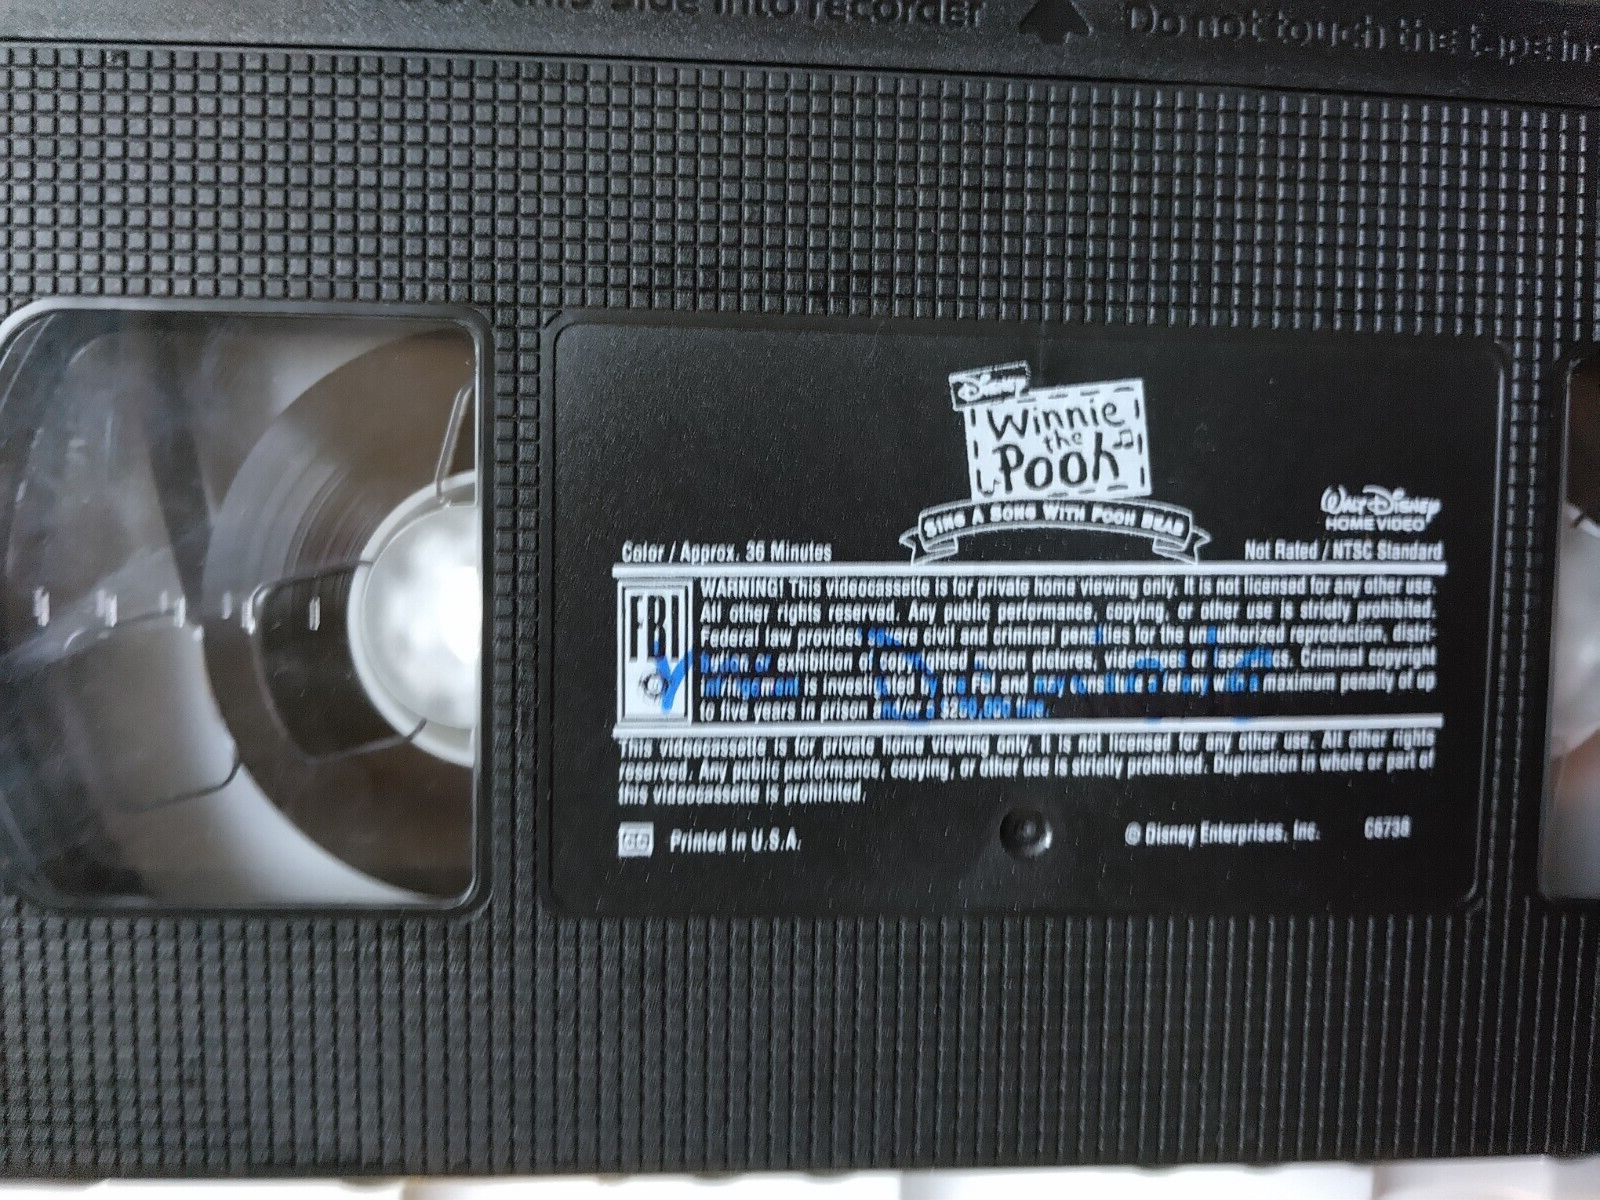 this side into recorder Do not touch the tape in
Disney
Winnie
the
Pooh
SING A SONG WITH POOH BEAR
WALT DISNEY
HOME VIDEO
Color / Approx. 36 Minutes Not Rated / NTSC Standard
FBI
WARNING! This videocassette is for private home viewing only. It is not licensed for any other use.
All other rights reserved. Any public performance, copying, or other use is strictly prohibited.
Federal law provides severe civil and criminal penalties for the unauthorized reproduction, distri-
bution or exhibition of copyrighted motion pictures, videotapes or laserdiscs. Criminal copyright
infringement is investigated by the FBI and may constitute a felony with a maximum penalty of up
to five years in prison and/or a $250,000 fine.
This videocassette is for private home viewing only. It is not licensed for any other use. All other rights
reserved. Any public performance, copying, or other use is strictly prohibited. Duplication in whole or part of
this videocassette is prohibited.
CC Printed in U.S.A. © Disney Enterprises, Inc. C6738